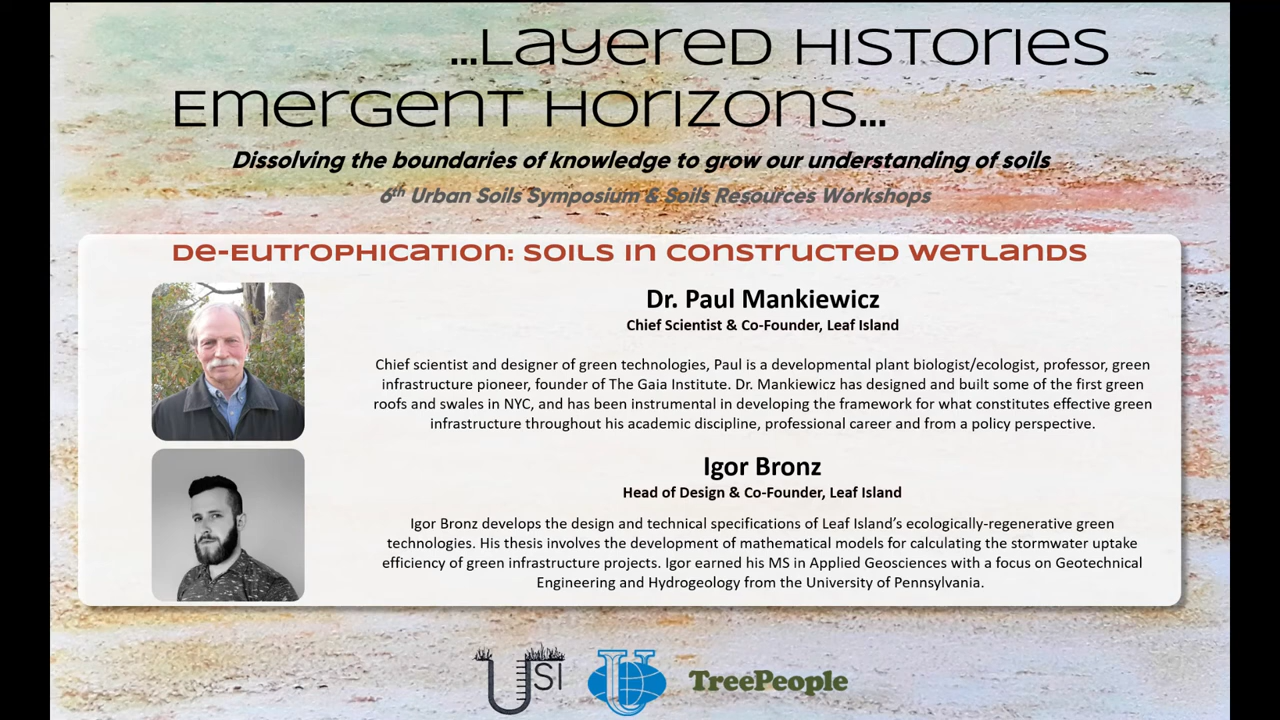 ...Layered Histories
Emergent Horizons...
Dissolving the boundaries of knowledge to grow our understanding of soils
6th Urban Soils Symposium & Soils Resources Workshops
De-Eutrophication: Soils in Constructed Wetlands
Dr. Paul Mankiewicz
Chief Scientist & Co-Founder, Leaf Island
Chief scientist and designer of green technologies, Paul is a developmental plant biologist/ecologist, professor, green
infrastructure pioneer, founder of The Gaia Institute. Dr. Mankiewicz has designed and built some of the first green
roofs and swales in NYC, and has been instrumental in developing the framework for what constitutes effective green
infrastructure throughout his academic discipline, professional career and from a policy perspective.
Igor Bronz
Head of Design & Co-Founder, Leaf Island
Igor Bronz develops the design and technical specifications of Leaf Island's ecologically-regenerative green
technologies. His thesis involves the development of mathematical models for calculating the stormwater uptake
efficiency of green infrastructure projects. Igor earned his MS in Applied Geosciences with a focus on Geotechnical
Engineering and Hydrogeology from the University of Pennsylvania.
USI
U
TreePeople